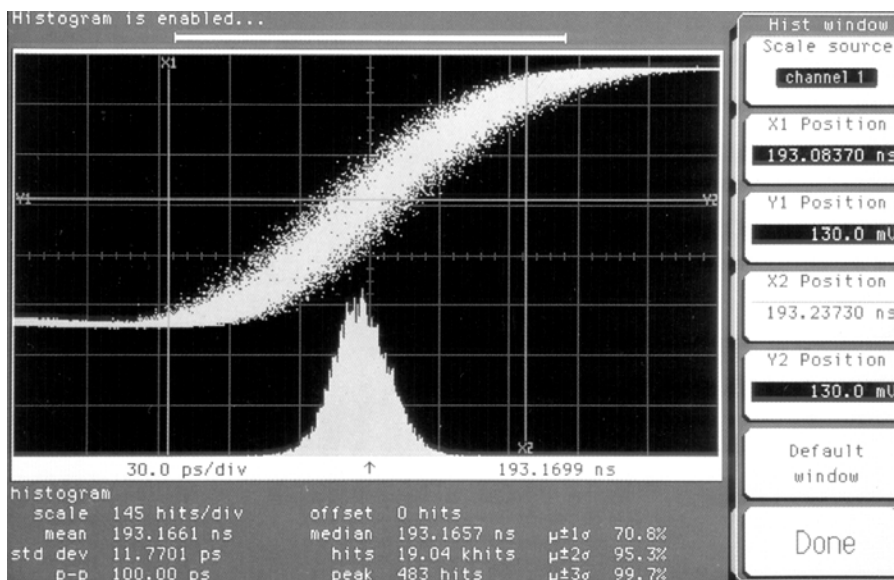 Histogram is enabled...
X1
Y1
Y2
X2
30.0 ps/div ↑ 193.1699 ns
histogram
scale 145 hits/div offset 0 hits
mean 193.1661 ns median 193.1657 ns μ±1σ 70.8%
std dev 11.7701 ps hits 19.04 khits μ±2σ 95.3%
p-p 100.00 ps peak 483 hits μ±3σ 99.7%
Hist window
Scale source
channel 1
X1 Position
193.08370 ns
Y1 Position
130.0 mV
X2 Position
193.23730 ns
Y2 Position
130.0 mV
Default
window
Done